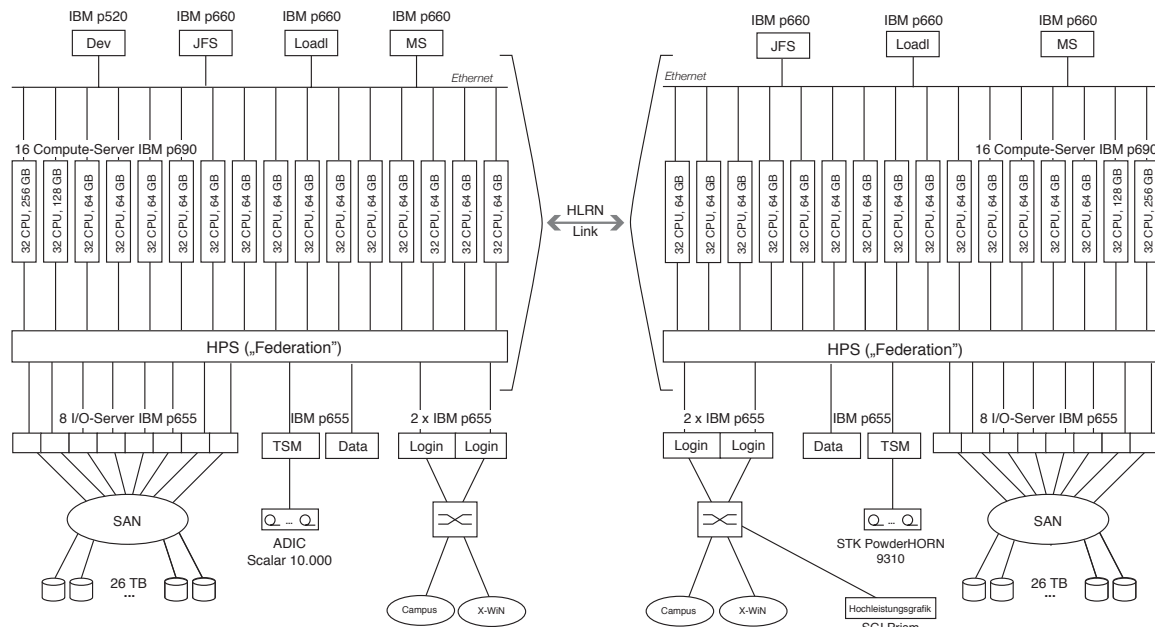 IBM p520 IBM p660 IBM p660 IBM p660
Dev JFS Loadl MS
Ethernet
16 Compute-Server IBM p690
32 CPU, 256 GB
32 CPU, 128 GB
32 CPU, 64 GB
32 CPU, 64 GB
32 CPU, 64 GB
32 CPU, 64 GB
32 CPU, 64 GB
32 CPU, 64 GB
32 CPU, 64 GB
32 CPU, 64 GB
32 CPU, 64 GB
32 CPU, 64 GB
32 CPU, 64 GB
32 CPU, 64 GB
32 CPU, 64 GB
32 CPU, 64 GB
HPS („Federation”)
8 I/O-Server IBM p655 IBM p655 2 x IBM p655
TSM Data Login Login
SAN
...
ADIC
Scalar 10.000
26 TB
...
Campus X-WiN
HLRN
Link
IBM p660 IBM p660 IBM p660
JFS Loadl MS
Ethernet
16 Compute-Server IBM p690
32 CPU, 64 GB
32 CPU, 64 GB
32 CPU, 64 GB
32 CPU, 64 GB
32 CPU, 64 GB
32 CPU, 64 GB
32 CPU, 64 GB
32 CPU, 64 GB
32 CPU, 64 GB
32 CPU, 64 GB
32 CPU, 64 GB
32 CPU, 64 GB
32 CPU, 64 GB
32 CPU, 64 GB
32 CPU, 128 GB
32 CPU, 256 GB
HPS („Federation”)
2 x IBM p655 IBM p655 8 I/O-Server IBM p655
Login Login Data TSM
SAN
...
STK PowderHORN
9310
26 TB
...
Campus X-WiN Hochleistungsgrafik
SGI Prism